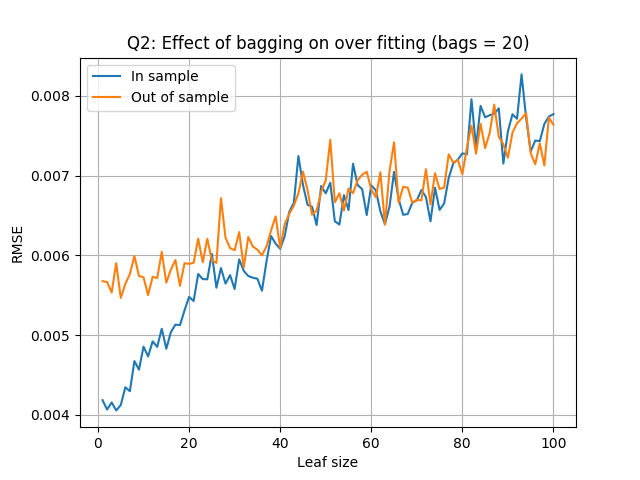 Q2: Effect of bagging on over fitting (bags = 20)
In sample
Out of sample
0.008
0.007
0.006
0.005
0.004
RMSE
0 20 40 60 80 100
Leaf size